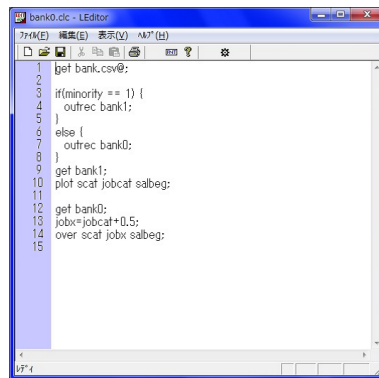 bank0.clc - LEditor
ﾌｧｲﾙ(F) 編集(E) 表示(V) ﾍﾙﾌﾟ(H)
1 get bank.csv@;
2
3 if(minority == 1) {
4 outrec bank1;
5 }
6 else {
7 outrec bank0;
8 }
9 get bank1;
10 plot scat jobcat salbeg;
11
12 get bank0;
13 jobx=jobcat+0.5;
14 over scat jobx salbeg;
15
ﾚﾃﾞｨ